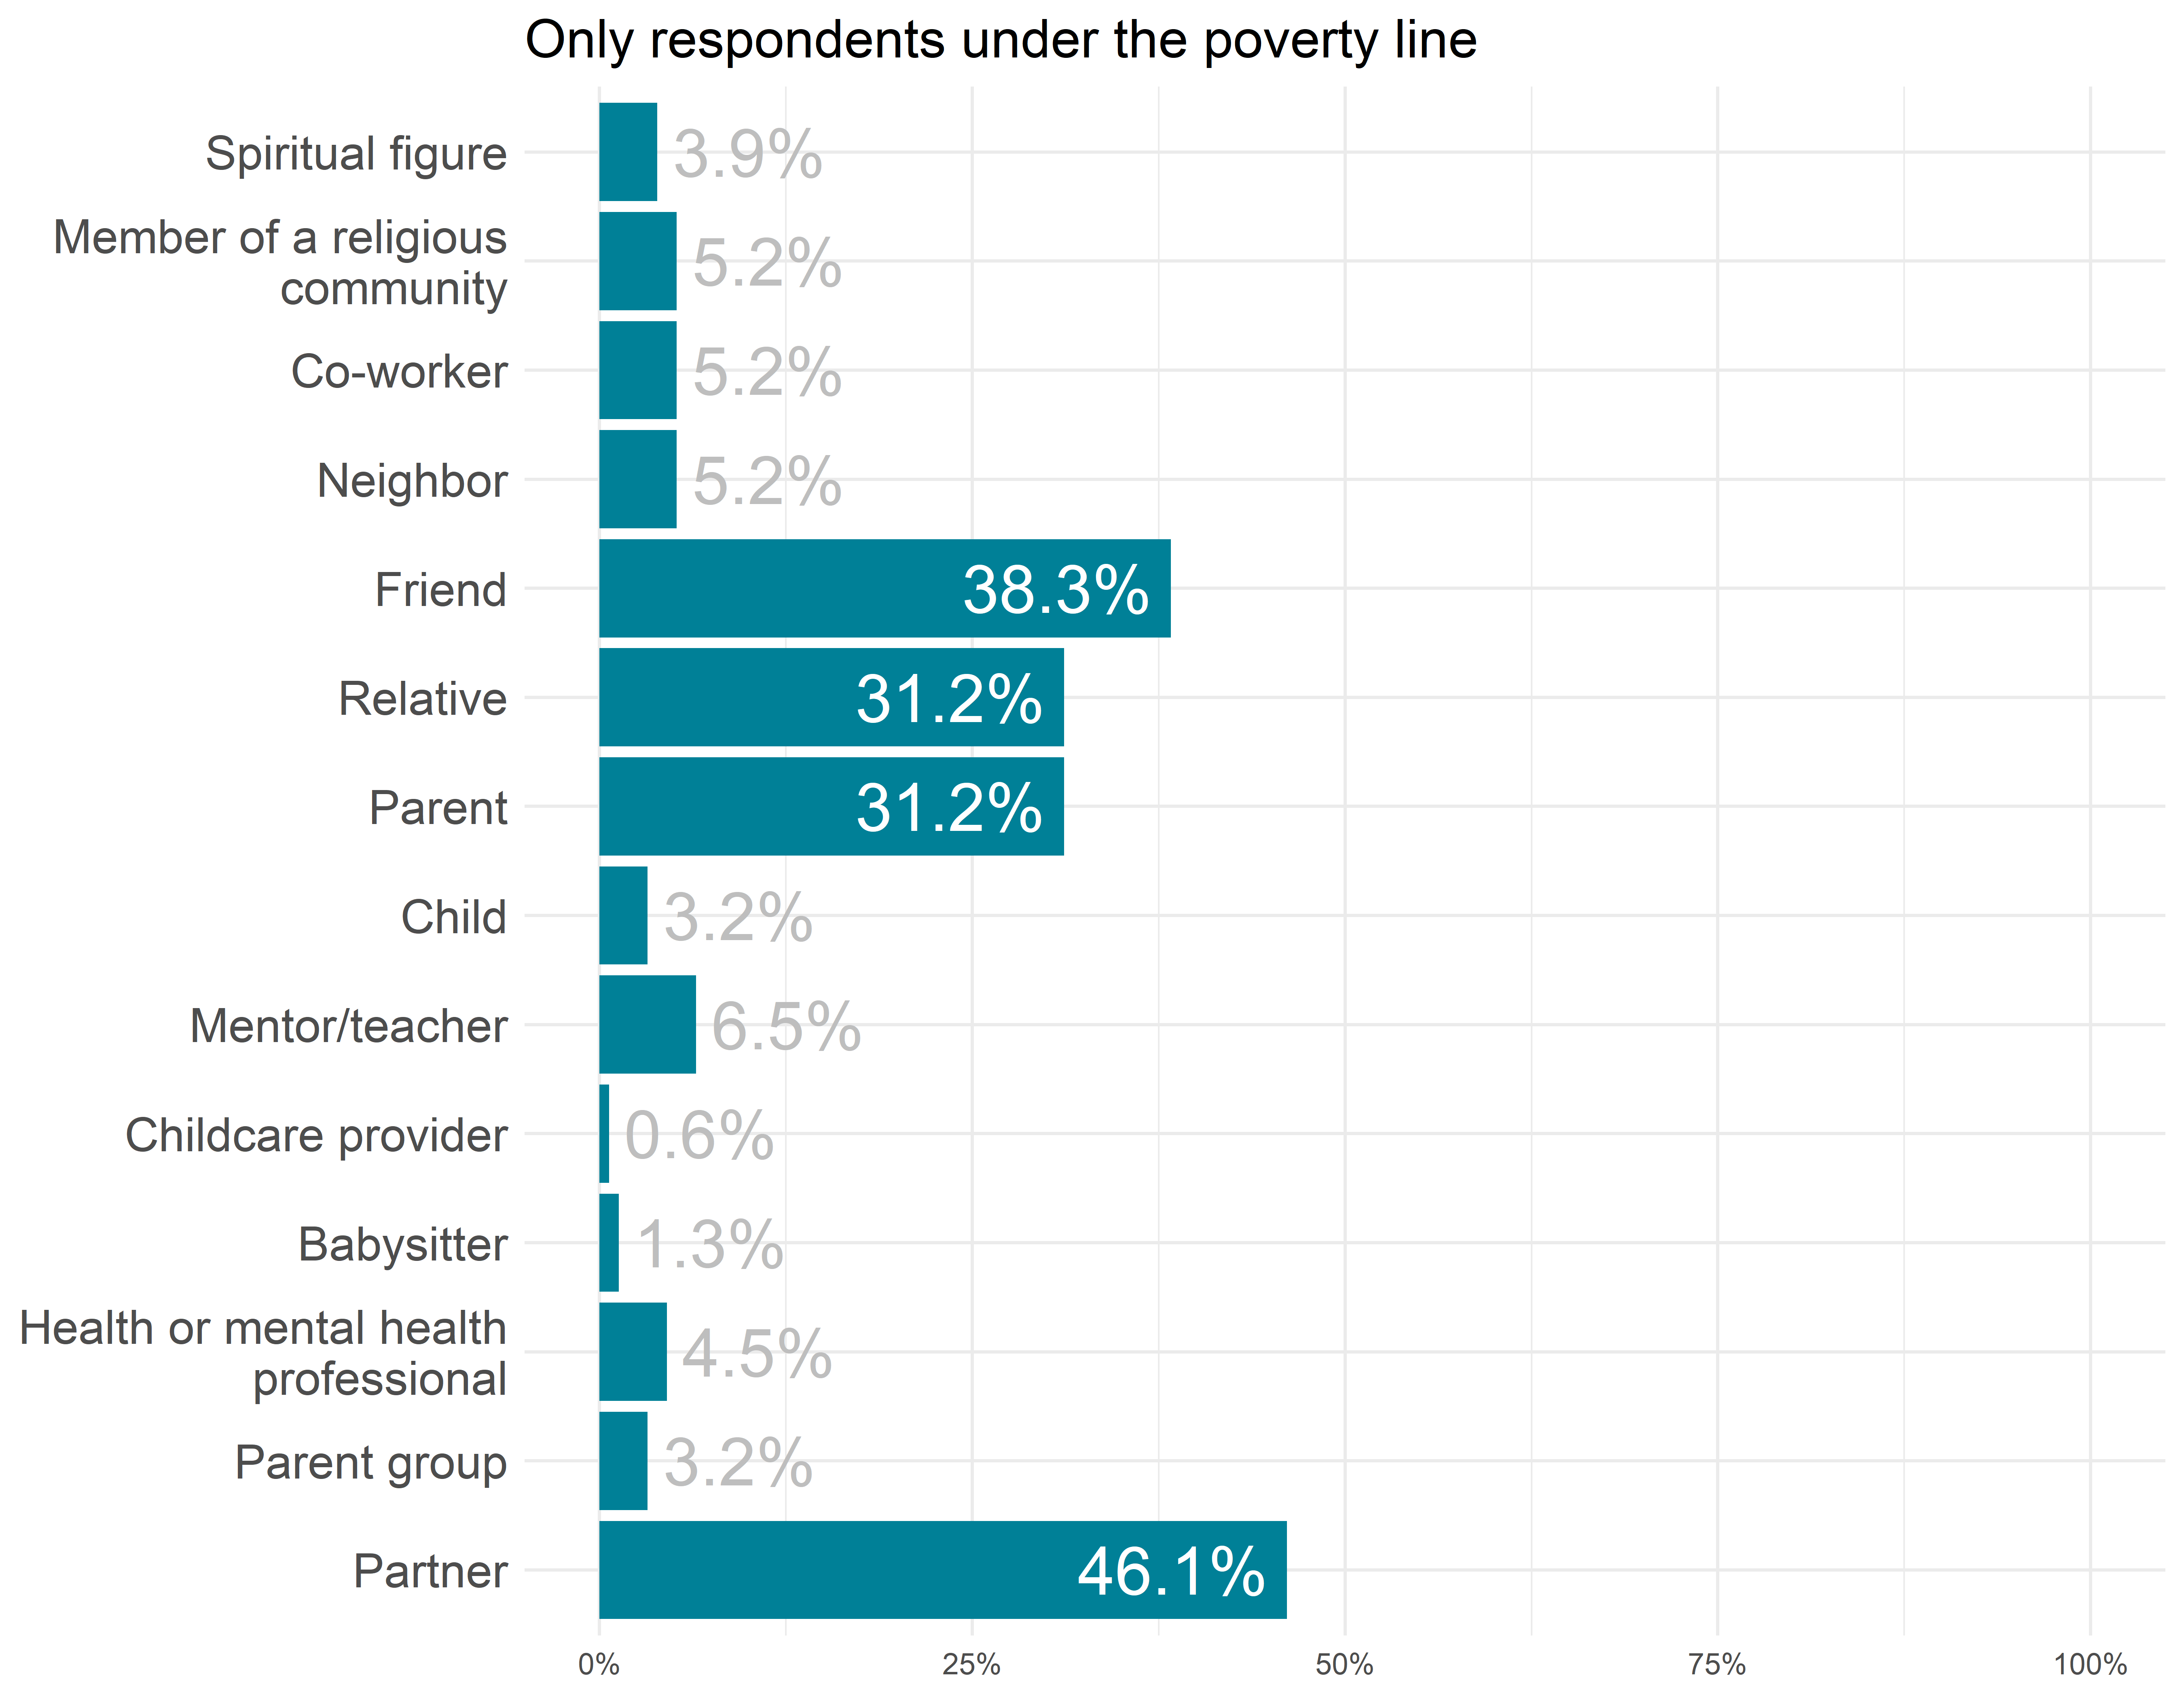 Only respondents under the poverty line
Spiritual figure
3.9%
Member of a religious
community
5.2%
Co-worker
5.2%
Neighbor
5.2%
Friend
38.3%
Relative
31.2%
Parent
31.2%
Child
3.2%
Mentor/teacher
6.5%
Childcare provider
0.6%
Babysitter
1.3%
Health or mental health
professional
4.5%
Parent group
3.2%
Partner
46.1%
0%
25%
50%
75%
100%